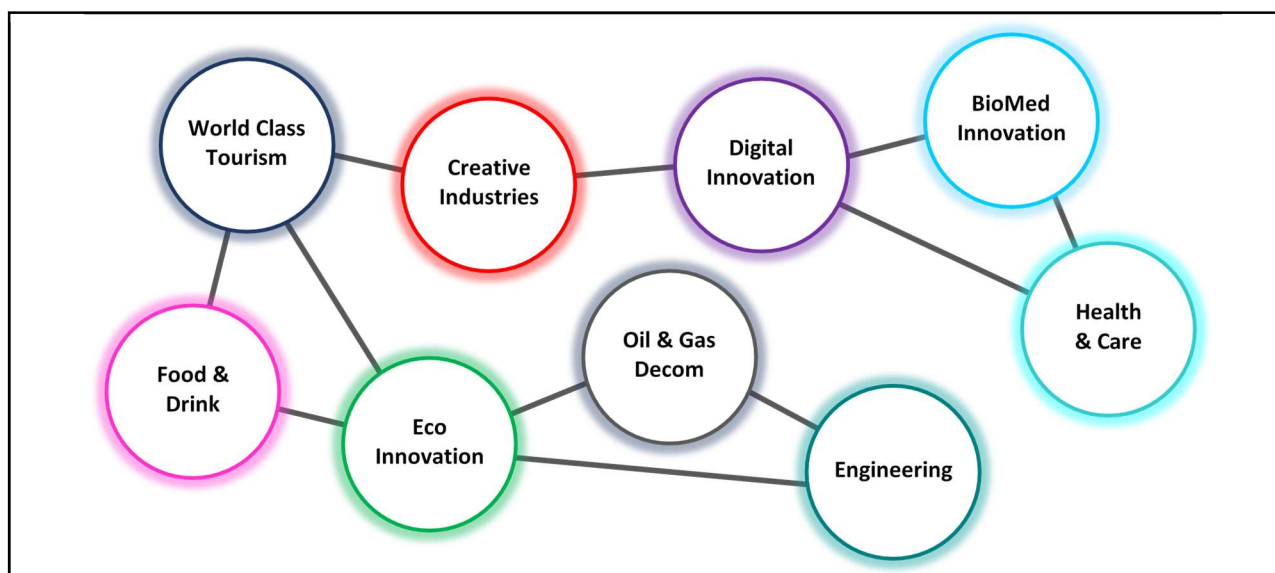 World Class
Tourism
Creative
Industries
Digital
Innovation
BioMed
Innovation
Food &
Drink
Eco
Innovation
Oil & Gas
Decom
Engineering
Health
& Care